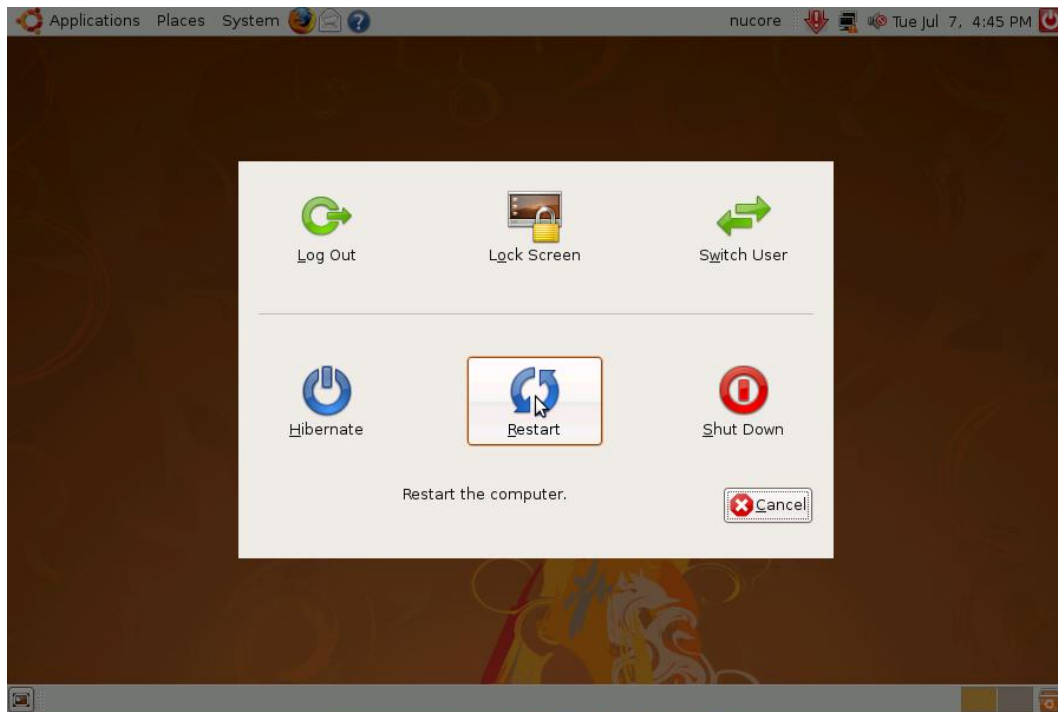 Applications Places System nucore Tue Jul 7, 4:45 PM
Log Out Lock Screen Switch User
Hibernate Restart Shut Down
Restart the computer.
Cancel